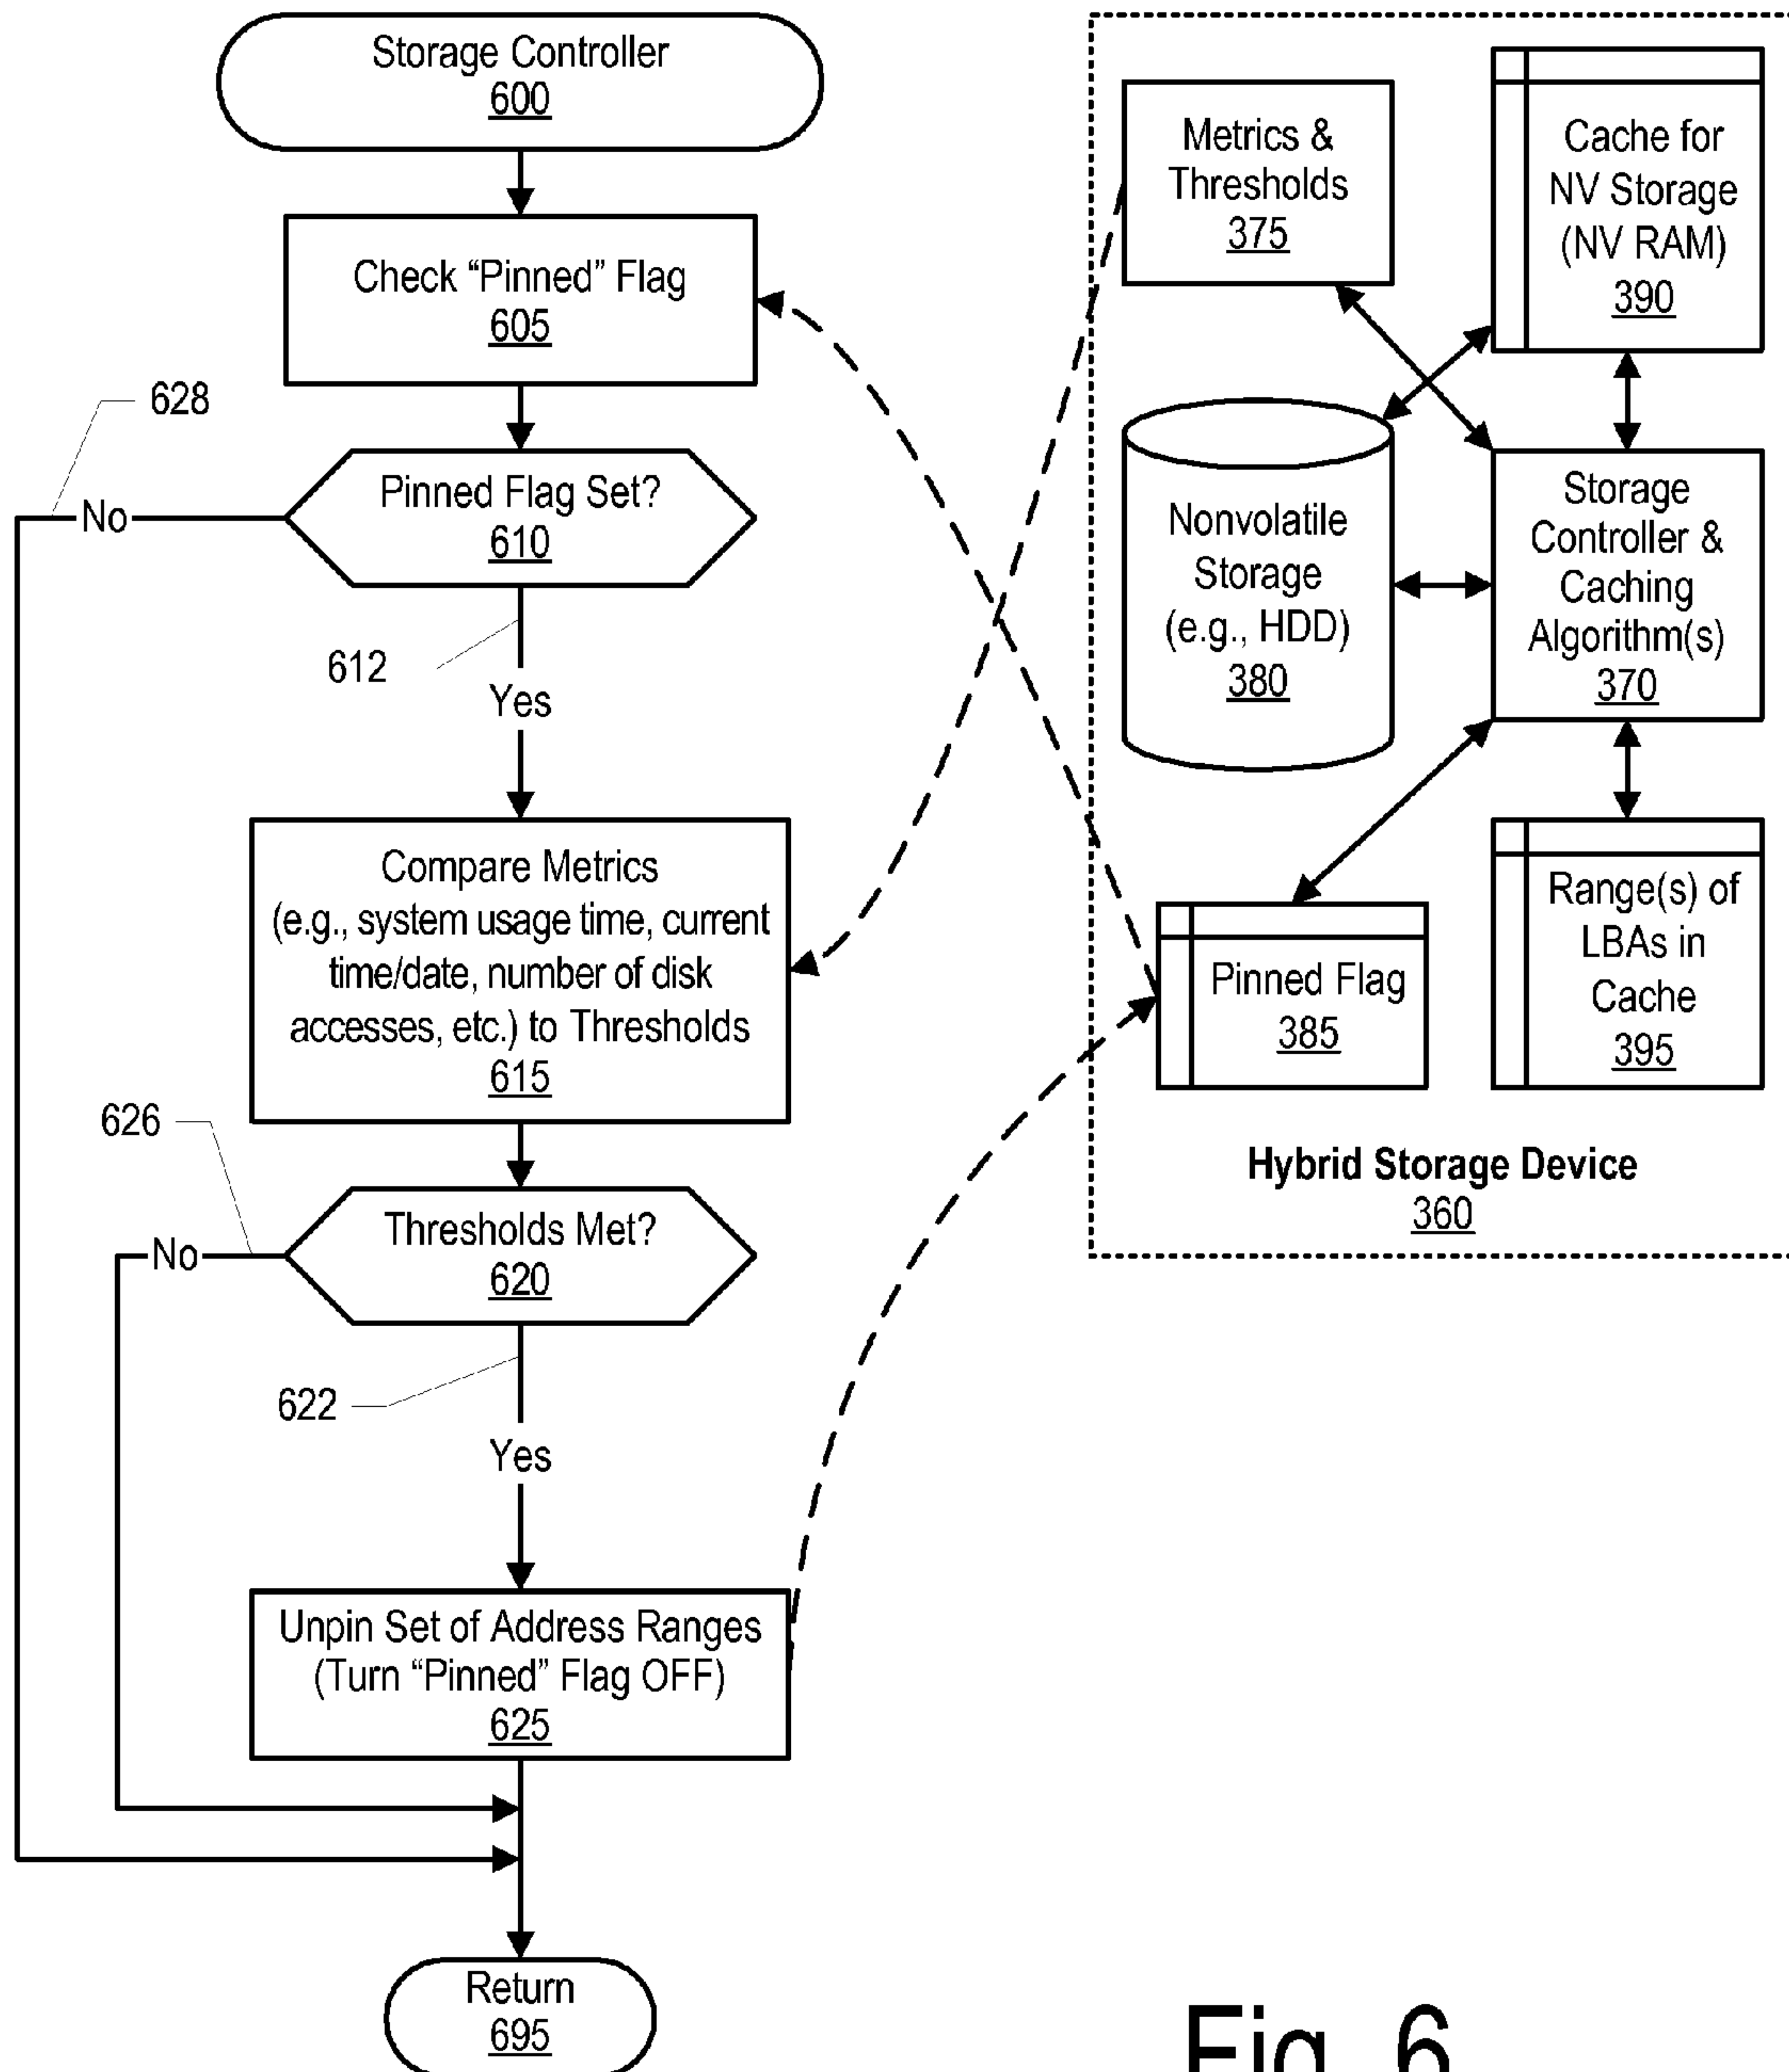 Storage Controller
600
Check “Pinned” Flag
605
628
No
Pinned Flag Set?
610
612
Yes
Compare Metrics
(e.g., system usage time, current
time/date, number of disk
accesses, etc.) to Thresholds
615
626
No
Thresholds Met?
620
622
Yes
Unpin Set of Address Ranges
(Turn “Pinned” Flag OFF)
625
Return
695
Metrics &
Thresholds
375
Cache for
NV Storage
(NV RAM)
390
Nonvolatile
Storage
(e.g., HDD)
380
Storage
Controller &
Caching
Algorithm(s)
370
Pinned Flag
385
Range(s) of
LBAs in
Cache
395
Hybrid Storage Device
360
Fig. 6